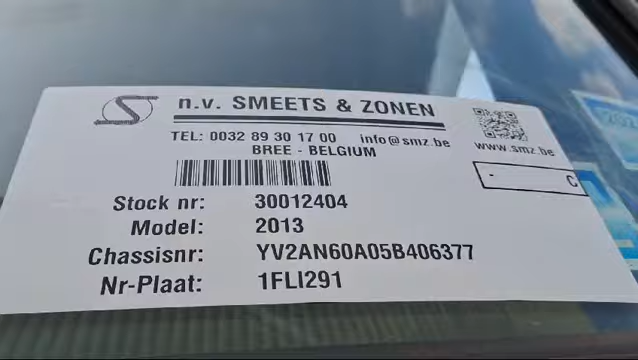 n.v. SMEETS & ZONEN
TEL: 0032 89 30 17 00 info@smz.be
BREE - BELGIUM
www.smz.be
- C
Stock nr: 30012404
Model: 2013
Chassisnr: YV2AN60A05B406377
Nr-Plaat: 1FLI291